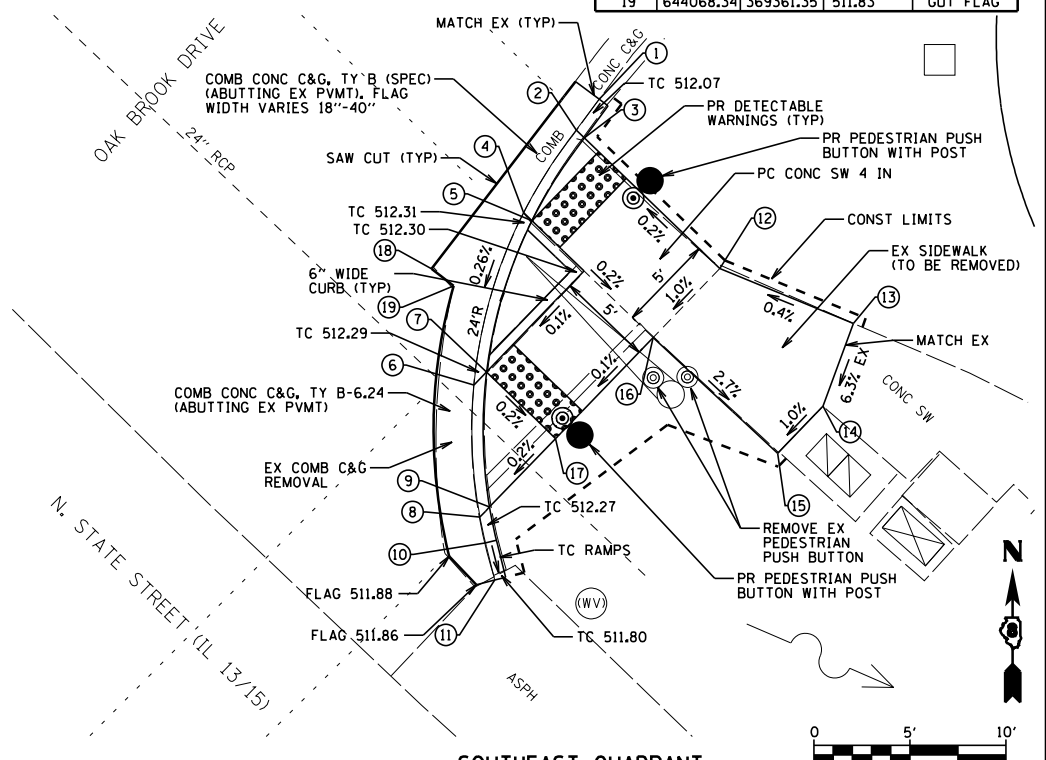 19 644068.34 369361.35 511.83 GUT FLAG
MATCH EX (TYP)
CONC C&G
1
TC 512.07
OAK BROOK DRIVE
COMB CONC C&G, TY B (SPEC)
(ABUTTING EX PVMT), FLAG
WIDTH VARIES 18"-40"
2
3
PR DETECTABLE
WARNINGS (TYP)
COMB
24" RCP
4
PR PEDESTRIAN PUSH
BUTTON WITH POST
SAW CUT (TYP)
PC CONC SW 4 IN
5
TC 512.31
TC 512.30
12
CONST LIMITS
0.2%
18
0.26%
EX SIDEWALK
(TO BE REMOVED)
6" WIDE
CURB (TYP)
0.2%
5'
1.0%
19
13
0.4%
24'R
5'
7
0.1%
TC 512.29
MATCH EX
6
0.1%
16
6.3% EX
2.7%
CONC SW
COMB CONC C&G, TY B-6.24
(ABUTTING EX PVMT)
0.2%
1.0%
14
0.2%
17
EX COMB C&G
REMOVAL
9
15
8
TC 512.27
N. STATE STREET (IL 13/15)
REMOVE EX
PEDESTRIAN
PUSH BUTTON
10
TC RAMPS
N
PR PEDESTRIAN PUSH
BUTTON WITH POST
FLAG 511.88
(WV)
FLAG 511.86
11
TC 511.80
ASPH
0 5' 10'
SOUTHEAST QUADRANT